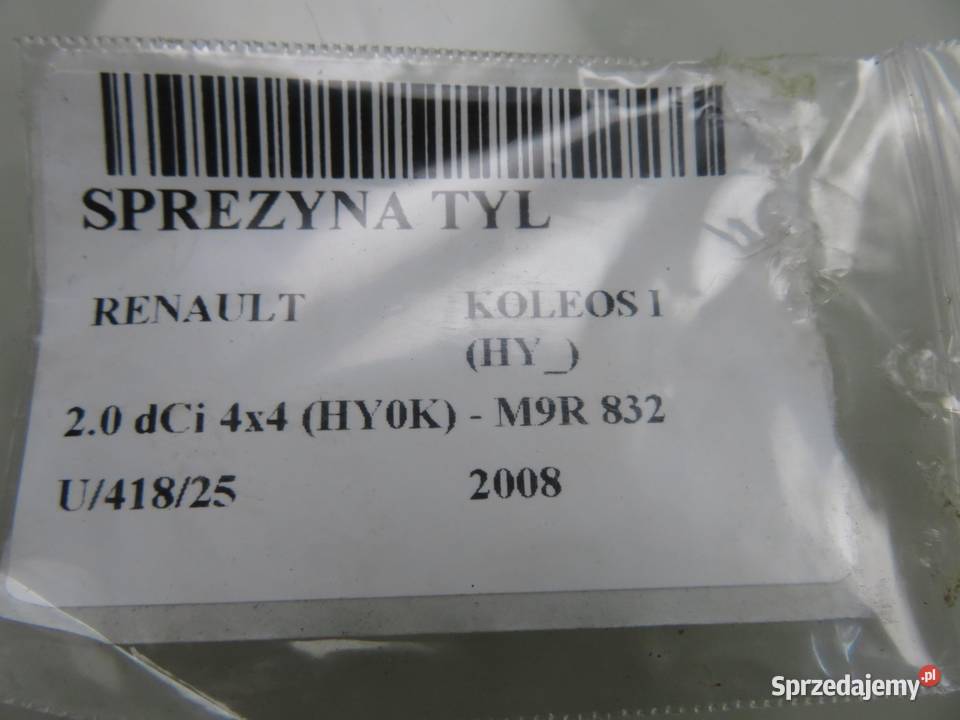 SPREZYNA TYL
RENAULT KOLEOS I
(HY_)
2.0 dCi 4x4 (HY0K) - M9R 832
U/418/25 2008
Sprzedajemy.pl